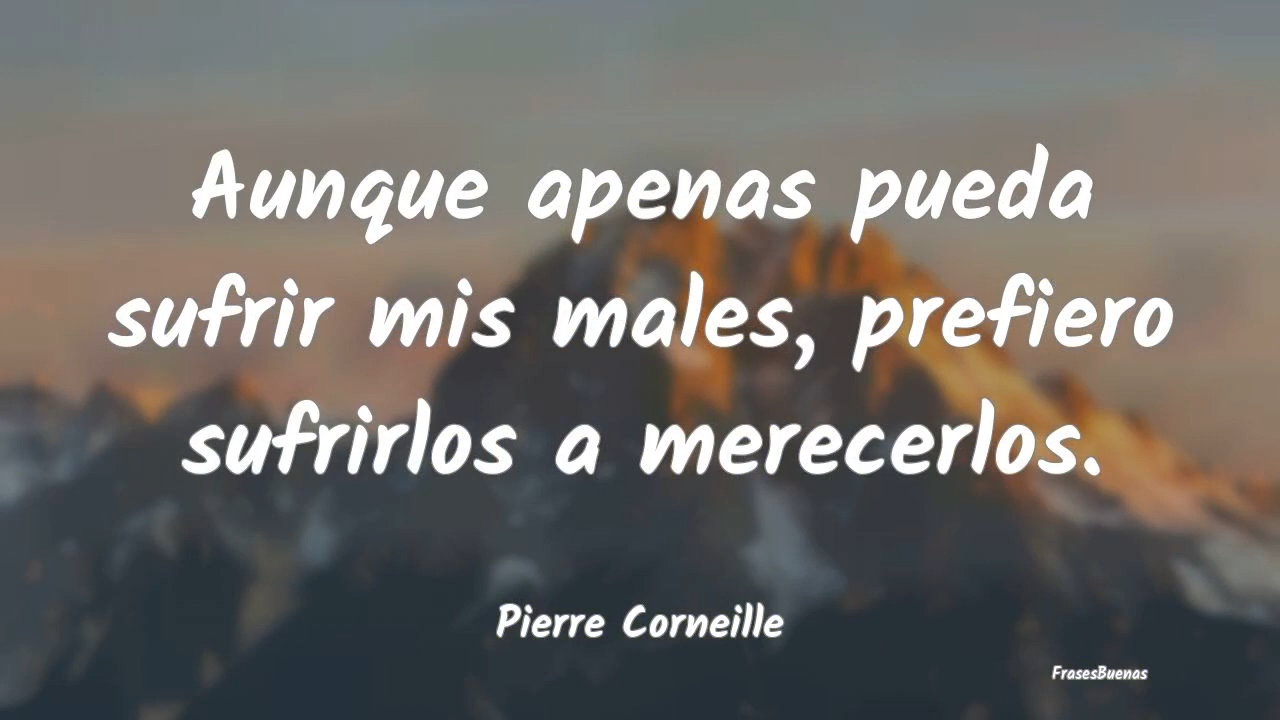 Aunque apenas pueda
sufrir mis males, prefiero
sufrirlos a merecerlos.
Pierre Corneille
FrasesBuenas